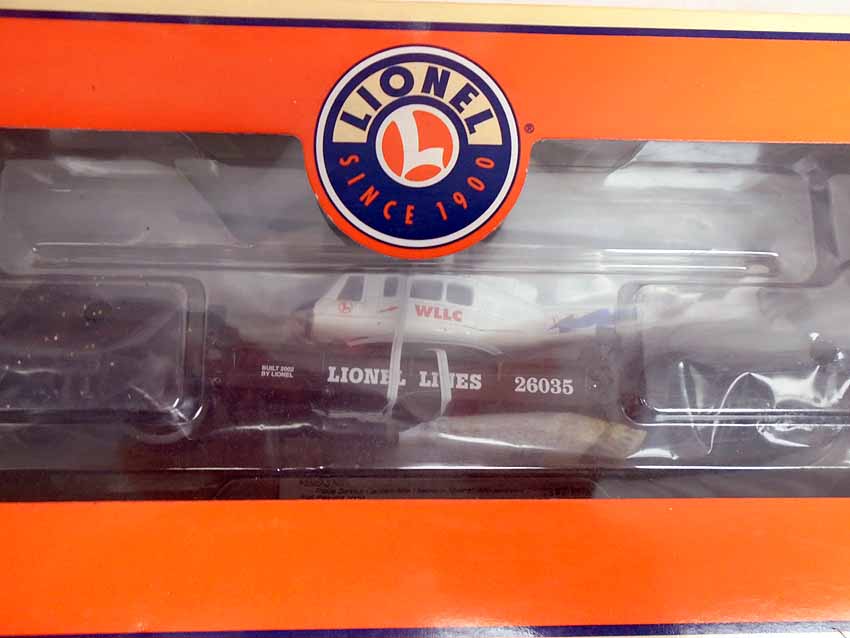 LIONEL
L
SINCE 1900
®
L
WLLC
BUILT 2002
BY LIONEL
LIONEL LINES 26035